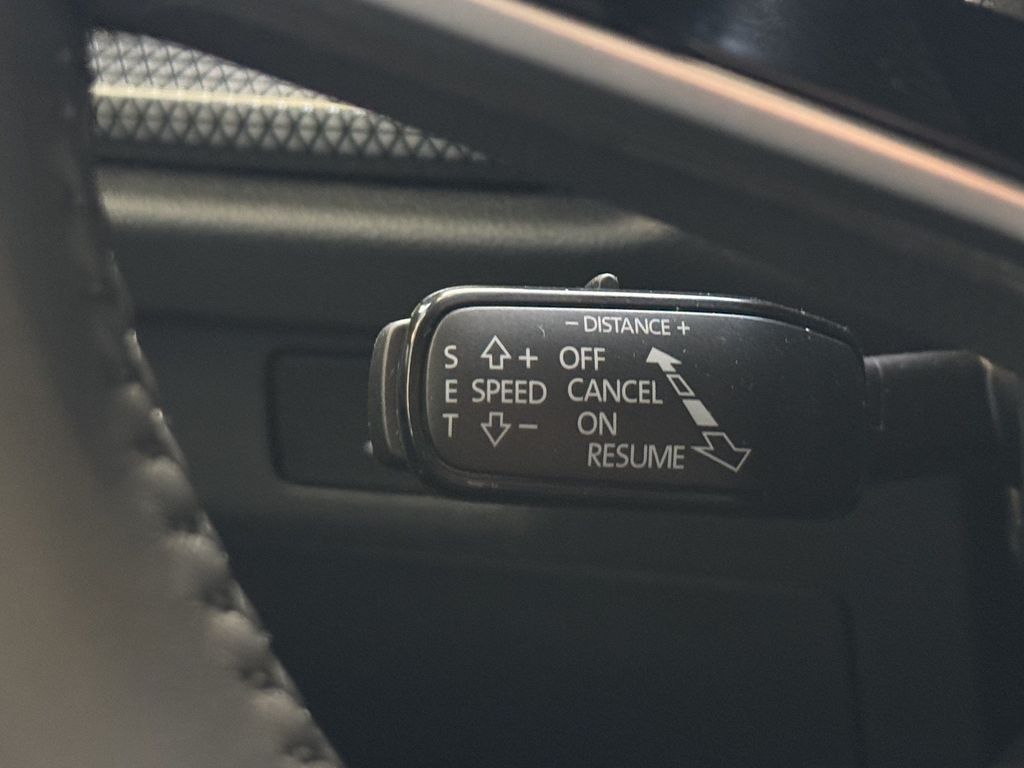 − DISTANCE +
S + OFF
E SPEED CANCEL
T − ON
RESUME